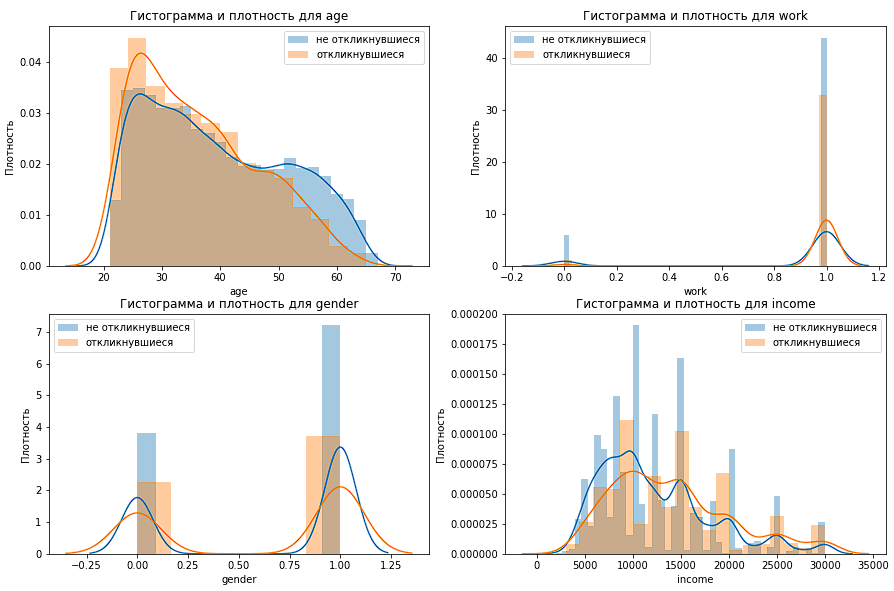 Гистограмма и плотность для age
Плотность
0.04
0.03
0.02
0.01
0.00
не откликнувшиеся
откликнувшиеся
20 30 40 50 60 70
age
Гистограмма и плотность для work
Плотность
40
30
20
10
0
не откликнувшиеся
откликнувшиеся
−0.2 0.0 0.2 0.4 0.6 0.8 1.0 1.2
work
Гистограмма и плотность для gender
Плотность
7
6
5
4
3
2
1
0
не откликнувшиеся
откликнувшиеся
−0.25 0.00 0.25 0.50 0.75 1.00 1.25
gender
Гистограмма и плотность для income
Плотность
0.000200
0.000175
0.000150
0.000125
0.000100
0.000075
0.000050
0.000025
0.000000
не откликнувшиеся
откликнувшиеся
0 5000 10000 15000 20000 25000 30000 35000
income